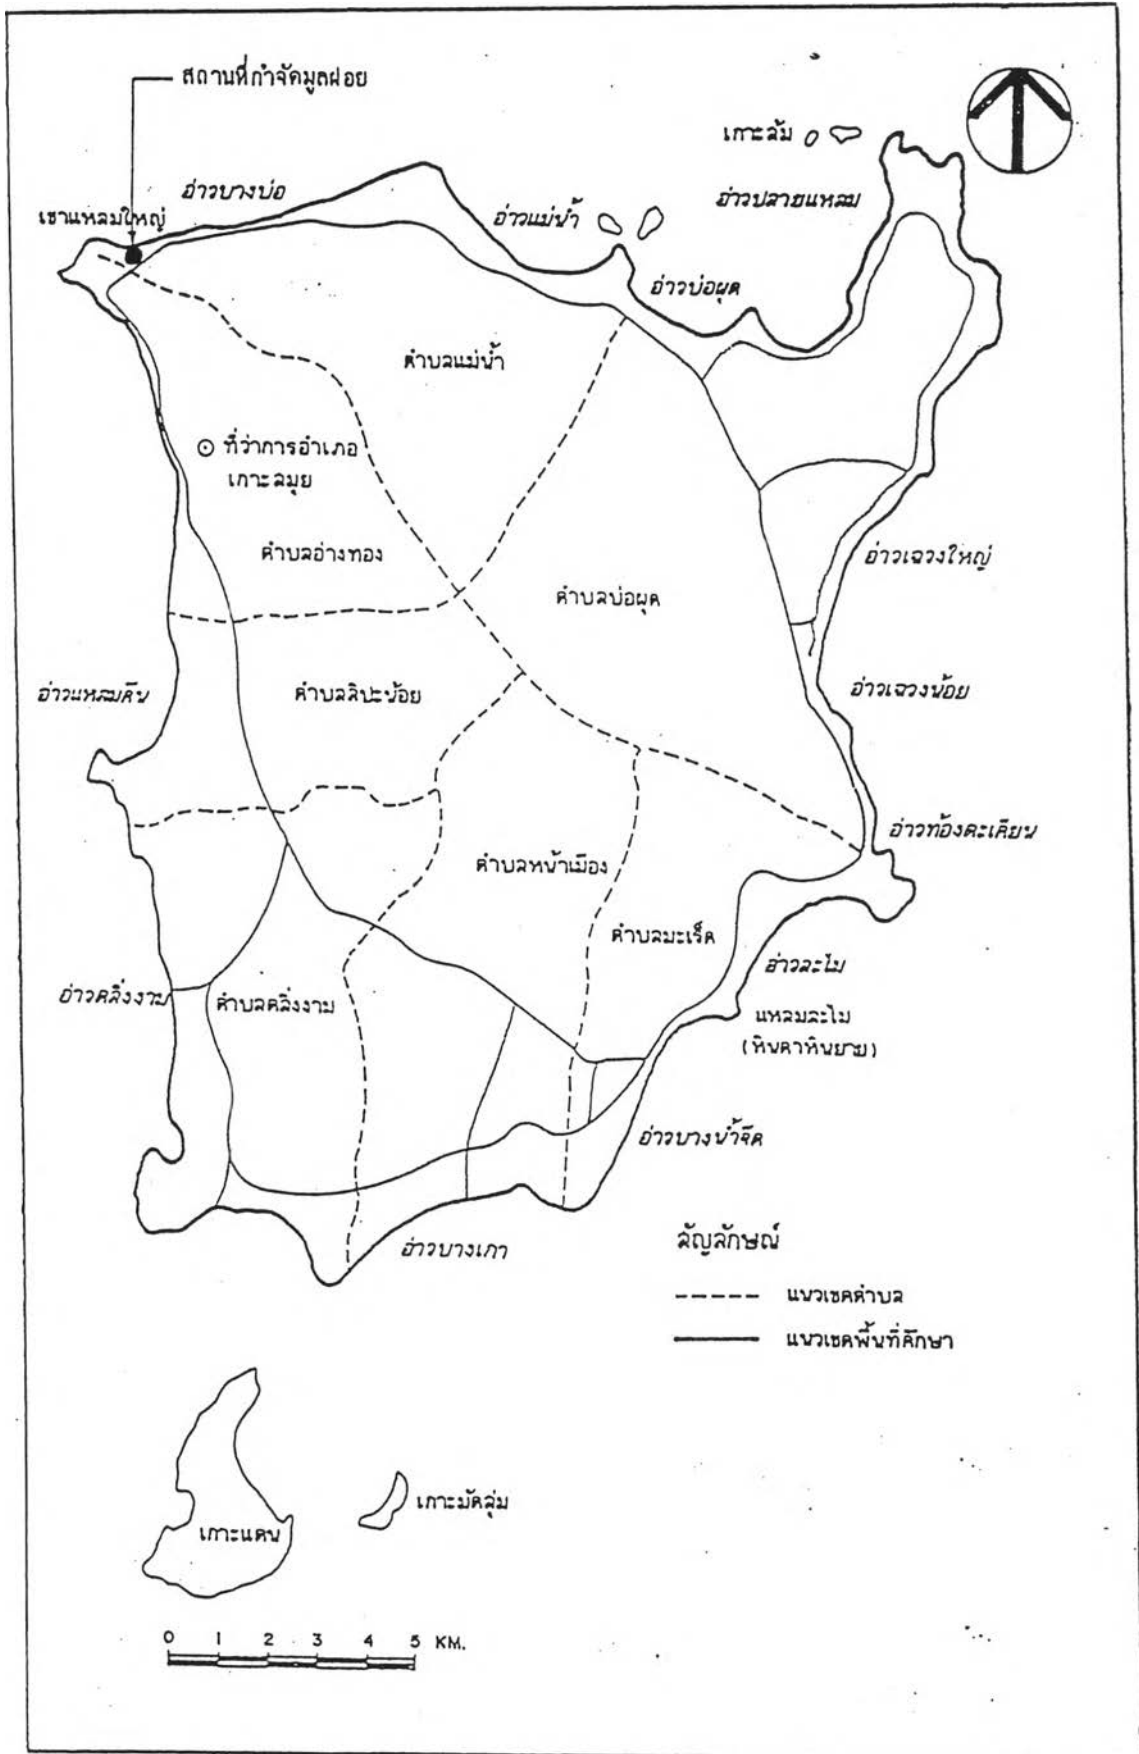 สถานที่กำจัดมูลฝอย
เกาะส้ม
อ่าวบางบ่อ
อ่าวแม่น้ำ
อ่าวปลายแหลม
เขาแหลมใหญ่
อ่าวบ่อผุด
ตำบลแม่น้ำ
ที่ว่าการอำเภอ
เกาะสมุย
ตำบลอ่างทอง
อ่าวเฉวงใหญ่
ตำบลบ่อผุด
อ่าวแหลมดิน
ตำบลลิปะน้อย
อ่าวเฉวงน้อย
อ่าวท้องตะเคียน
ตำบลหน้าเมือง
ตำบลมะเร็ต
อ่าวละไม
อ่าวตลิ่งงาม
ตำบลตลิ่งงาม
แหลมละไม
(หินตาหินยาย)
อ่าวบางน้ำจืด
อ่าวบางเกา
สัญลักษณ์
แนวเขตตำบล
แนวเขตพื้นที่ศึกษา
เกาะมัดสุ่ม
เกาะแตน
0 1 2 3 4 5 KM.